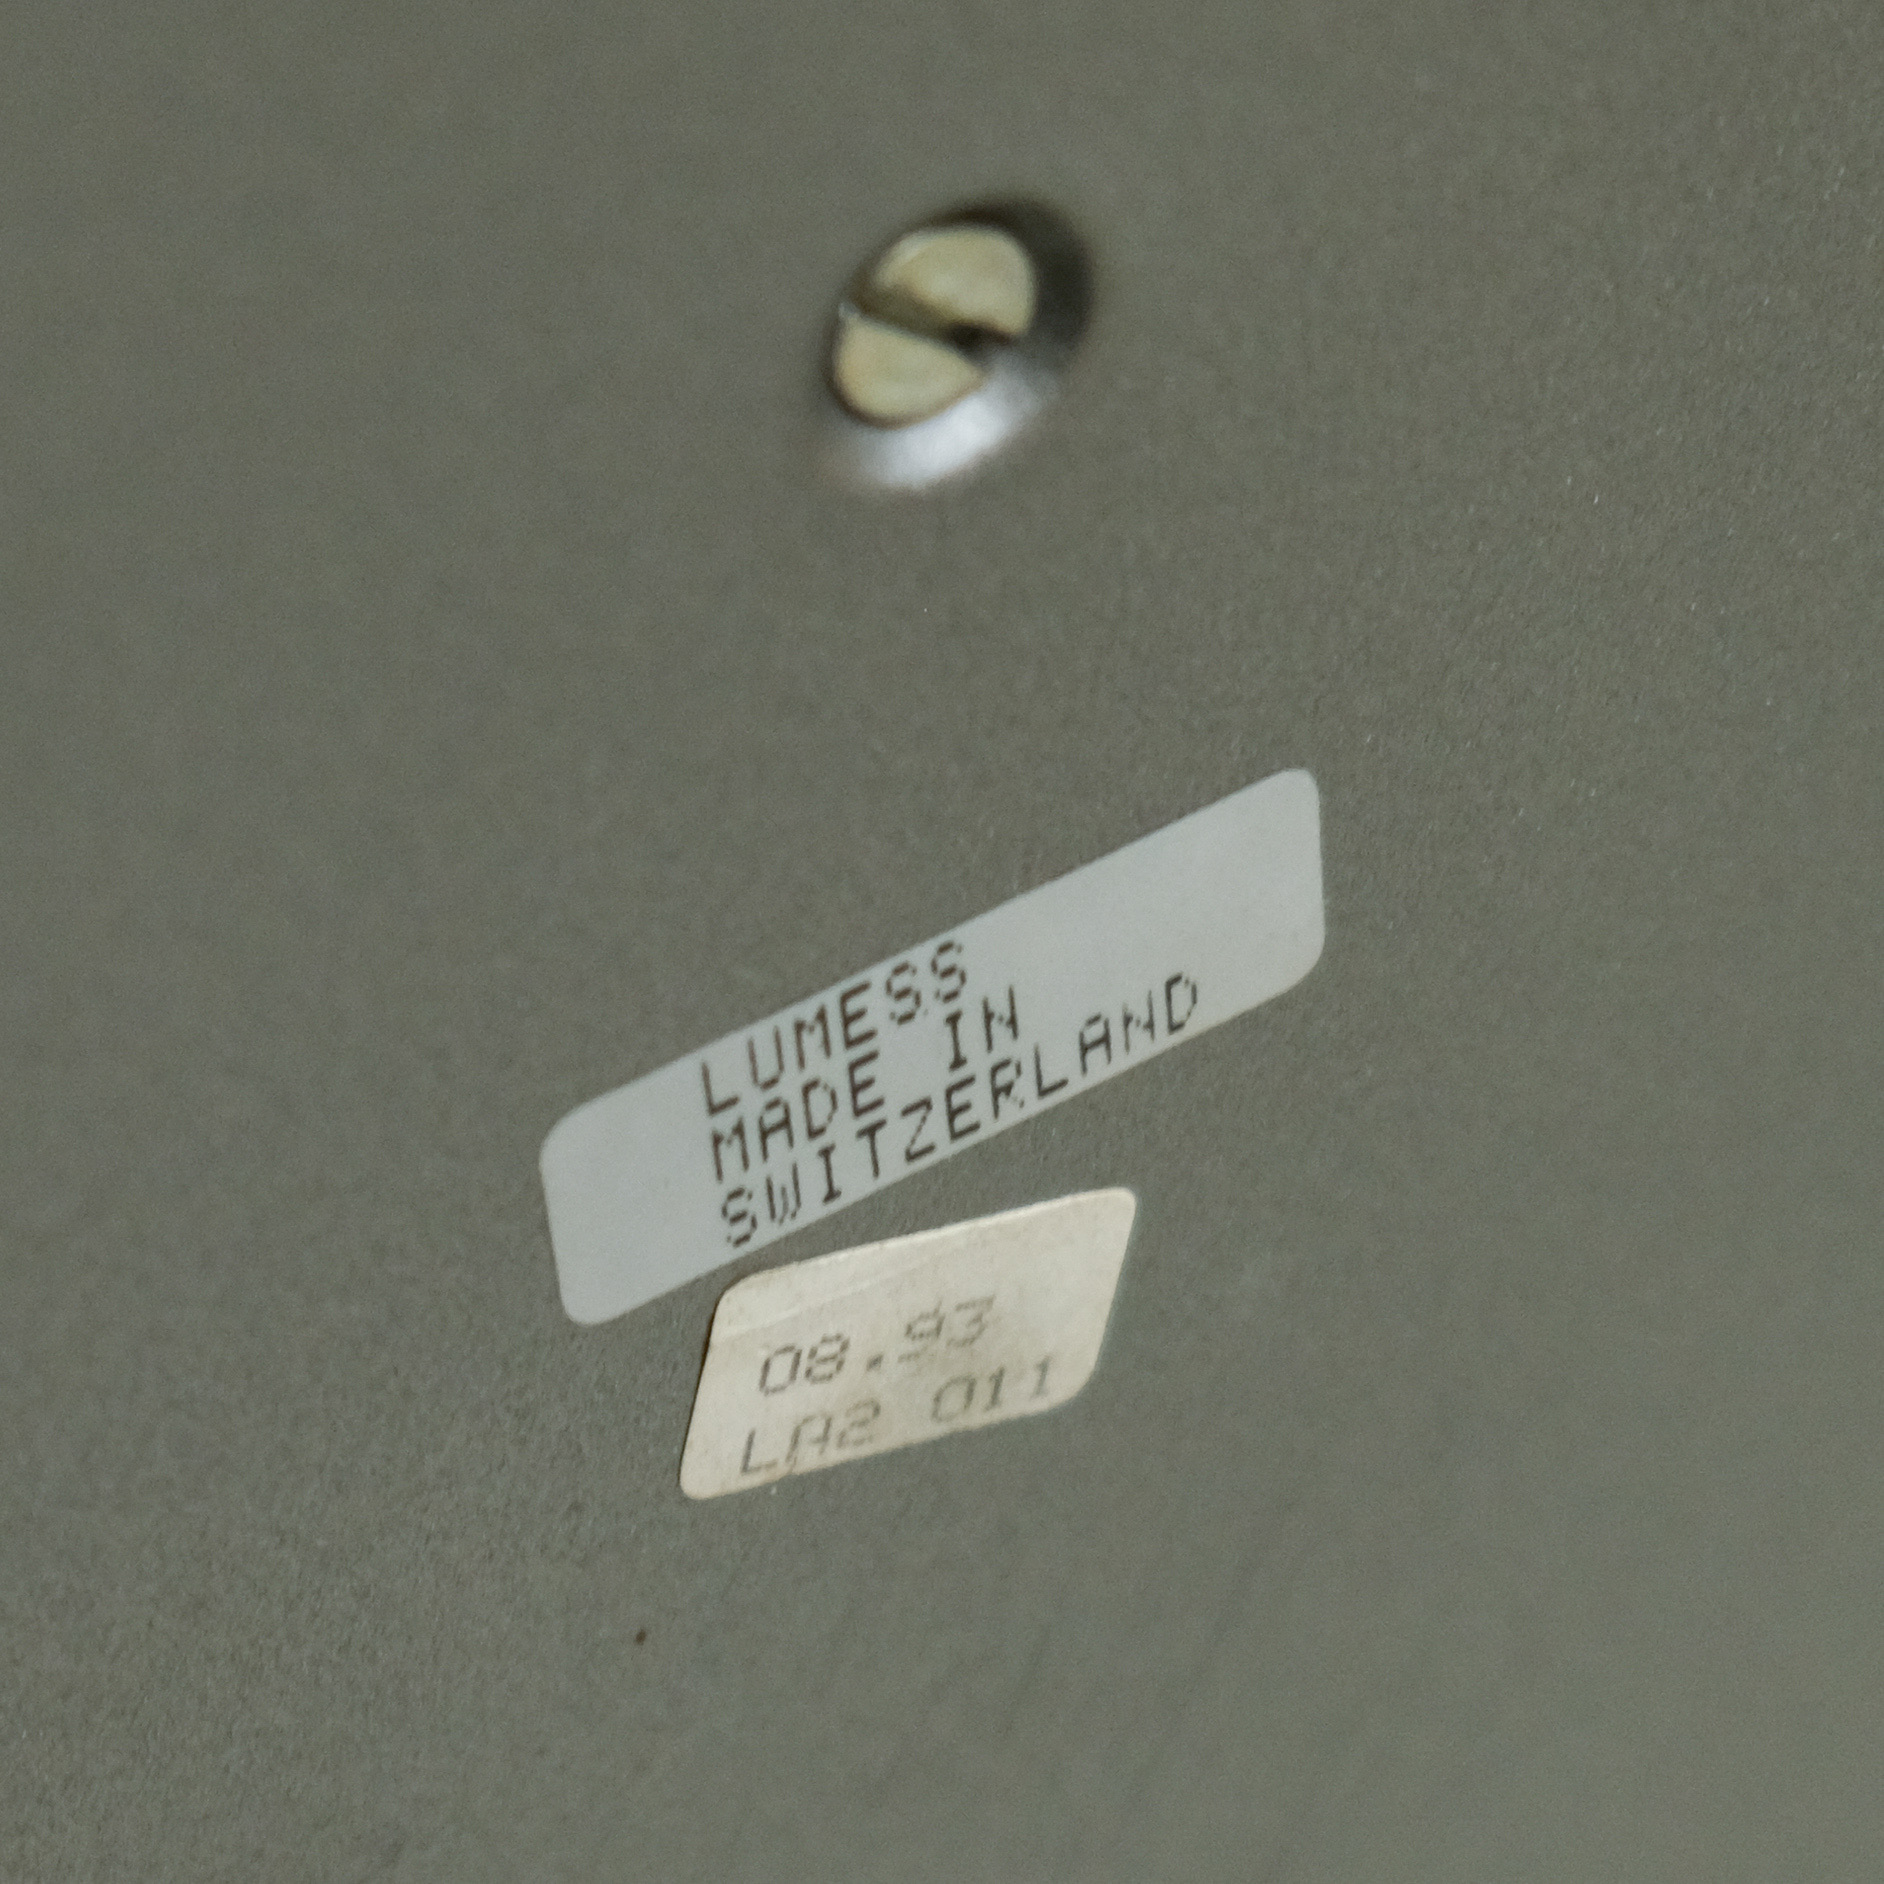 LUMESS
MADE IN
SWITZERLAND
08.93
LA2 011